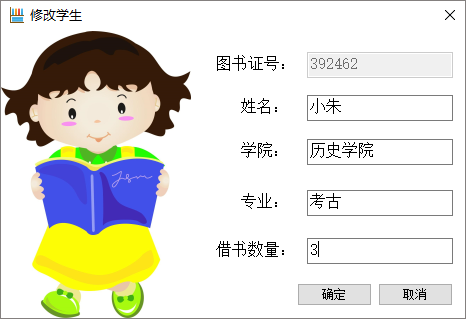 修改学生
图书证号： 392462
姓名： 小朱
学院： 历史学院
专业： 考古
借书数量： 3
确定 取消